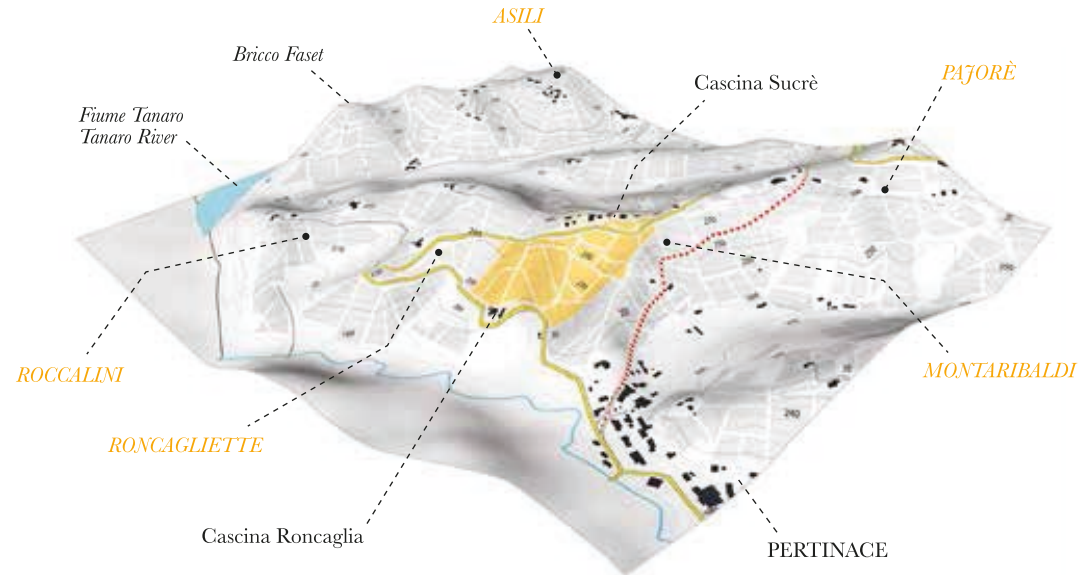 ASILI
Bricco Faset
PAJORÈ
Cascina Sucrè
Fiume Tanaro
Tanaro River
ROCCALINI
MONTARIBALDI
RONCAGLIETTE
Cascina Roncaglia
PERTINACE